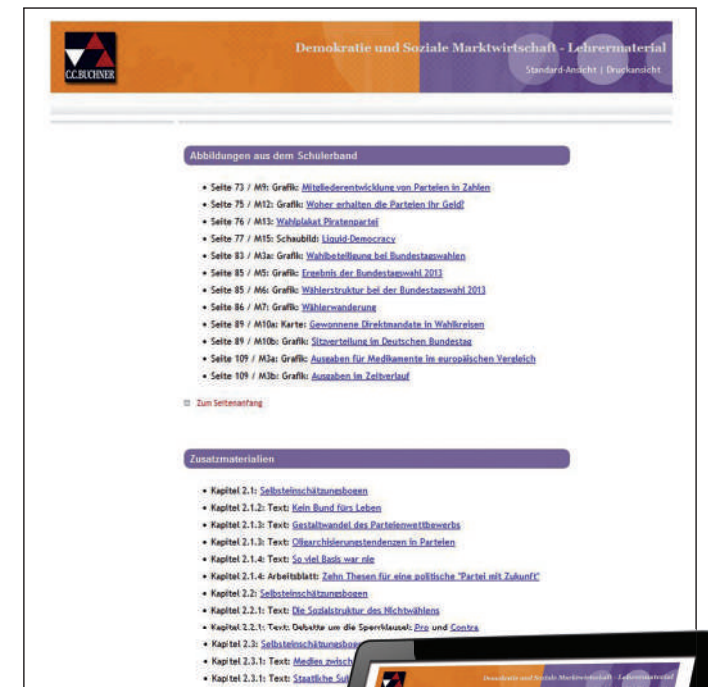 Demokratie und Soziale Marktwirtschaft - Lehrermaterial
Standard-Ansicht | Druckansicht
C.C.BUCHNER
Abbildungen aus dem Schülerband
• Seite 73 / M9: Grafik: Mitgliederentwicklung von Parteien in Zahlen
• Seite 75 / M12: Grafik: Woher erhalten die Parteien ihr Geld?
• Seite 76 / M13: Wahlplakat Piratenpartei
• Seite 77 / M15: Schaubild: Liquid-Democracy
• Seite 83 / M3a: Grafik: Wahlbeteiligung bei Bundestagswahlen
• Seite 85 / M5: Grafik: Ergebnis der Bundestagswahl 2013
• Seite 85 / M6: Grafik: Wählerstruktur bei der Bundestagswahl 2013
• Seite 86 / M7: Grafik: Wählerwanderung
• Seite 89 / M10a: Karte: Gewonnene Direktmandate in Wahlkreisen
• Seite 89 / M10b: Grafik: Sitzverteilung im Deutschen Bundestag
• Seite 109 / M3a: Grafik: Ausgaben für Medikamente im europäischen Vergleich
• Seite 109 / M3b: Grafik: Ausgaben im Zeitverlauf
Zum Seitenanfang
Zusatzmaterialien
• Kapitel 2.1: Selbsteinschätzungsbogen
• Kapitel 2.1.2: Text: Kein Bund fürs Leben
• Kapitel 2.1.3: Text: Gestaltwandel des Parteienwettbewerbs
• Kapitel 2.1.3: Text: Oligarchisierungstendenzen in Parteien
• Kapitel 2.1.4: Text: So viel Basis war nie
• Kapitel 2.1.4: Arbeitsblatt: Zehn Thesen für eine politische "Partei mit Zukunft"
• Kapitel 2.2: Selbsteinschätzungsbogen
• Kapitel 2.2.1: Text: Die Sozialstruktur des Nichtwählens
• Kapitel 2.2.1: Text: Debatte um die Sperrklausel: Pro und Contra
• Kapitel 2.3: Selbsteinschätzungsboge
• Kapitel 2.3.1: Text: Medien zwisch
• Kapitel 2.3.1: Text: Staatliche Sub
Demokratie und Soziale Marktwirtschaft - Lehrermaterial